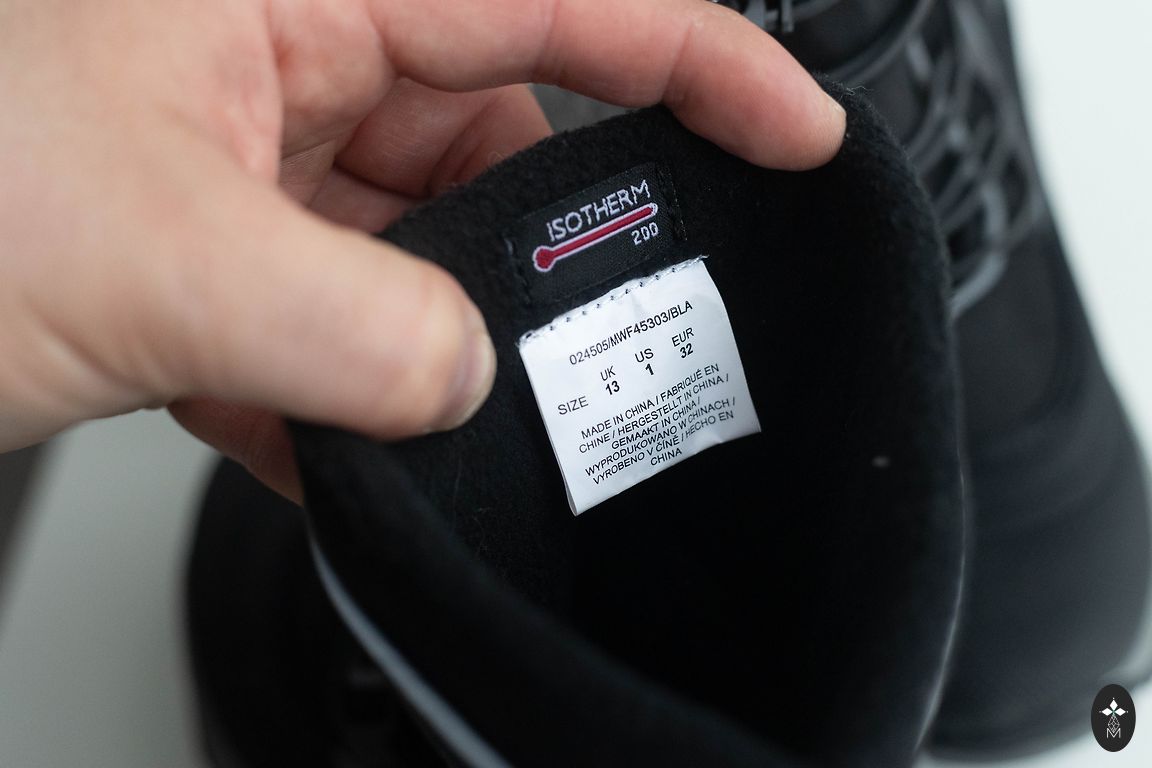 ISOTHERM
200
024505/MWF45303/BLA
UK US EUR
SIZE 13 1 32
MADE IN CHINA / FABRIQUÉ EN
CHINE / HERGESTELLT IN CHINA /
GEMAAKT IN CHINA /
WYPRODUKOWANO W CHINACH /
VYROBENO V ČÍNĚ / HECHO EN
CHINA
M